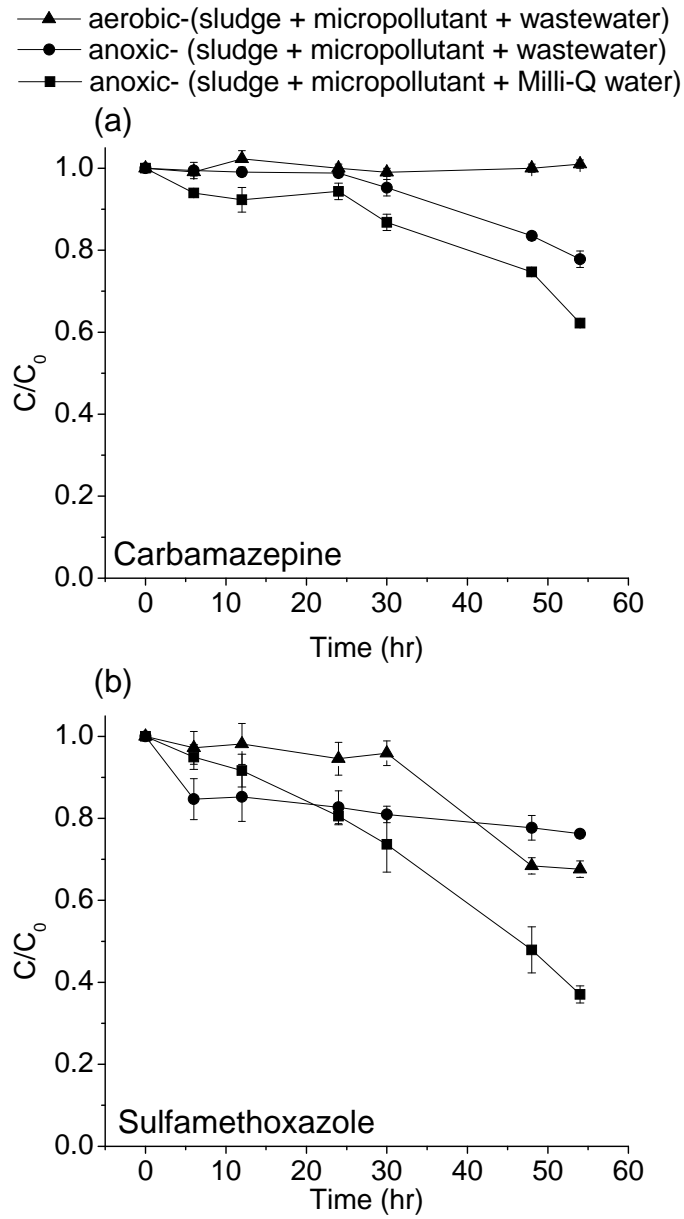 aerobic-(sludge + micropollutant + wastewater)
anoxic- (sludge + micropollutant + wastewater)
anoxic- (sludge + micropollutant + Milli-Q water)
(a)
1.0
0.8
0.6
0.4
0.2
0.0
C/C0
Carbamazepine
0 10 20 30 40 50 60
Time (hr)
(b)
1.0
0.8
0.6
0.4
0.2
0.0
C/C0
Sulfamethoxazole
0 10 20 30 40 50 60
Time (hr)